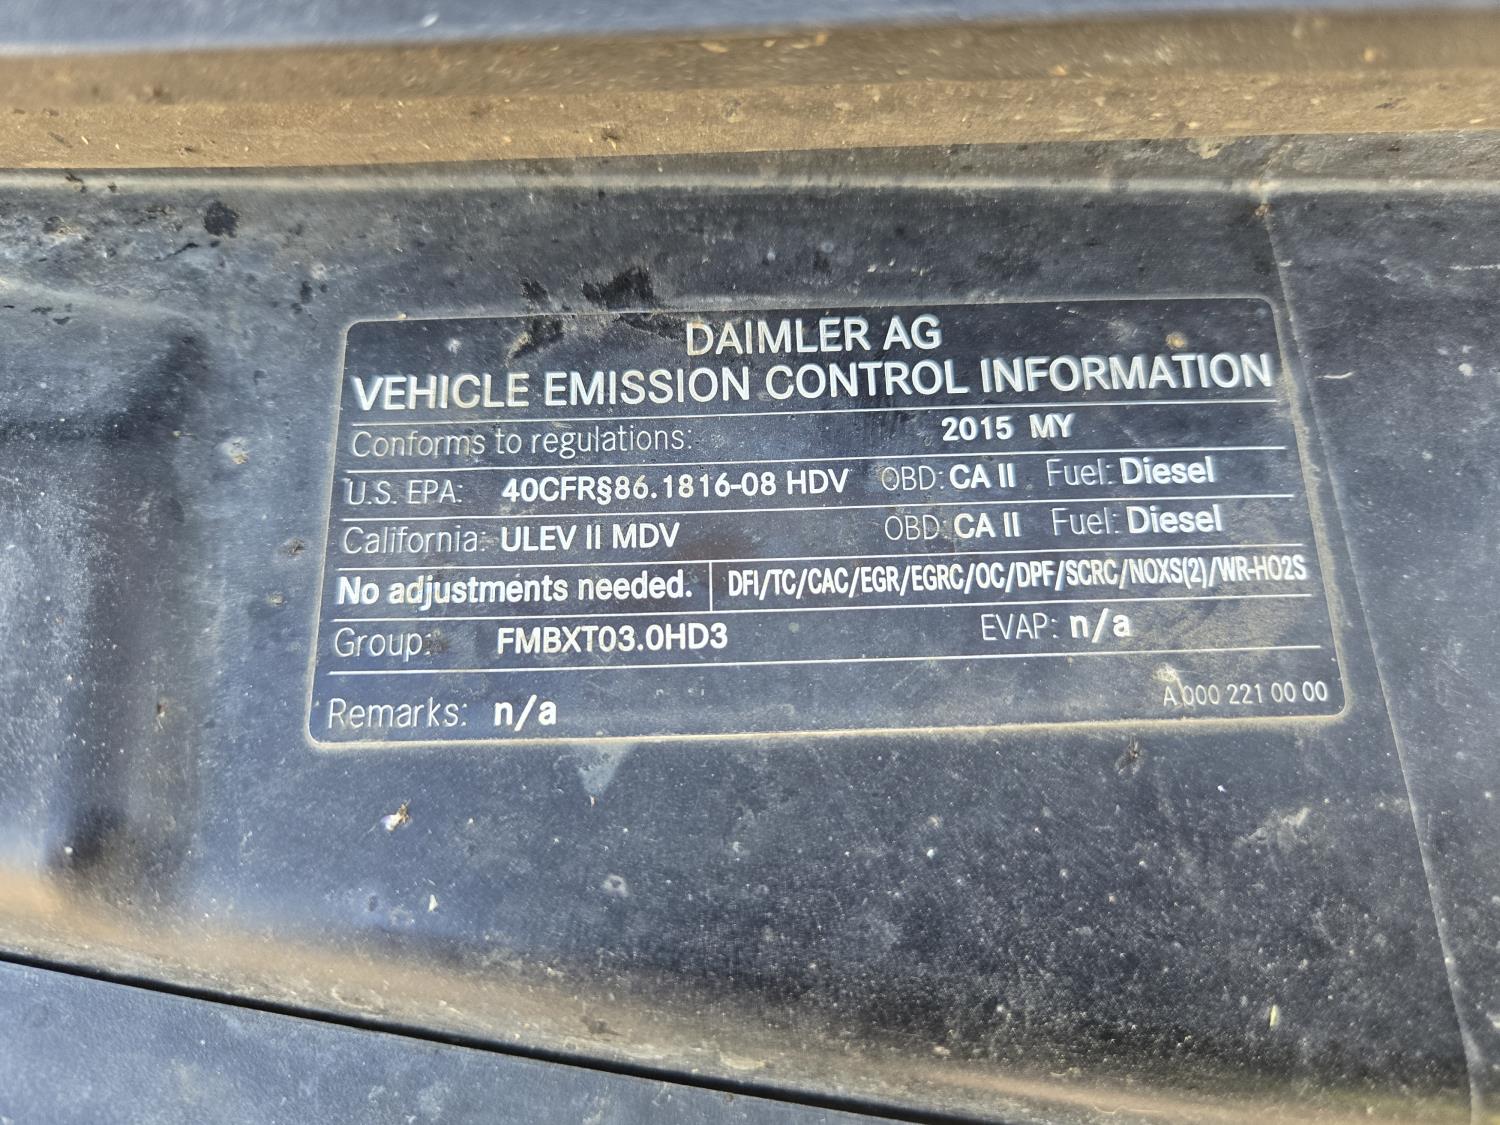 DAIMLER AG
VEHICLE EMISSION CONTROL INFORMATION
Conforms to regulations: 2015 MY
U.S. EPA: 40CFR§86.1816-08 HDV OBD: CA II Fuel: Diesel
California: ULEV II MDV OBD: CA II Fuel: Diesel
No adjustments needed. DFI/TC/CAC/EGR/EGRC/OC/DPF/SCRC/NOXS(2)/WR-HO2S
Group: FMBXT03.0HD3 EVAP: n/a
Remarks: n/a A 000 221 00 00